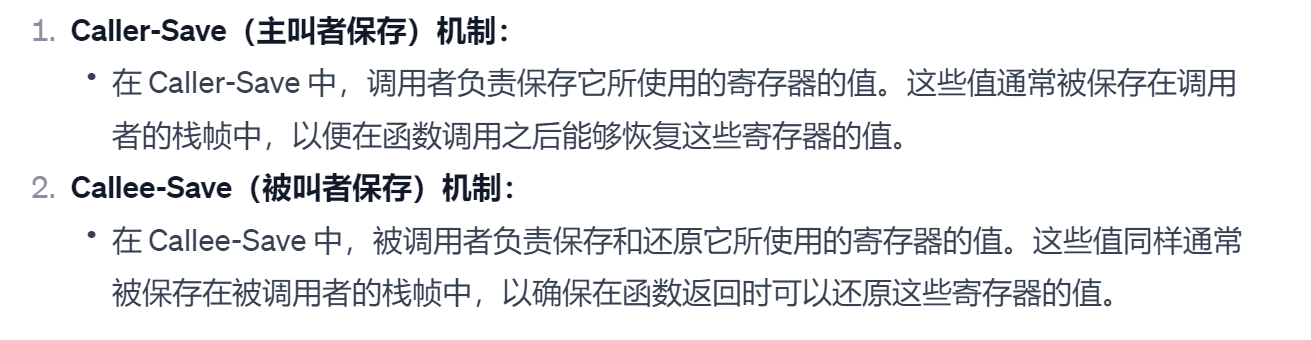 1. Caller-Save（主叫者保存）机制：
• 在 Caller-Save 中，调用者负责保存它所使用的寄存器的值。这些值通常被保存在调用
者的栈帧中，以便在函数调用之后能够恢复这些寄存器的值。
2. Callee-Save（被叫者保存）机制：
• 在 Callee-Save 中，被调用者负责保存和还原它所使用的寄存器的值。这些值同样通常
被保存在被调用者的栈帧中，以确保在函数返回时可以还原这些寄存器的值。